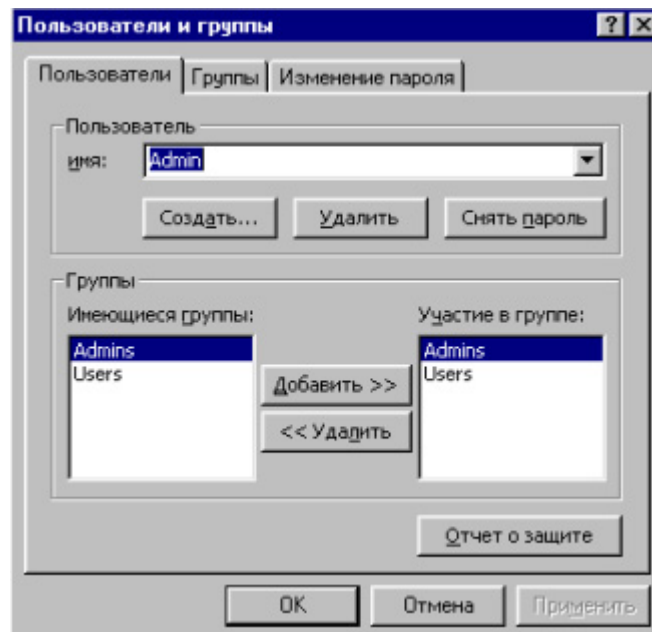 Пользователи и группы
Пользователи Группы Изменение пароля
Пользователь
имя: Admin
Создать... Удалить Снять пароль
Группы
Имеющиеся группы: Участие в группе:
Admins Admins
Users Users
Добавить >>
<< Удалить
Отчет о защите
OK Отмена Применить